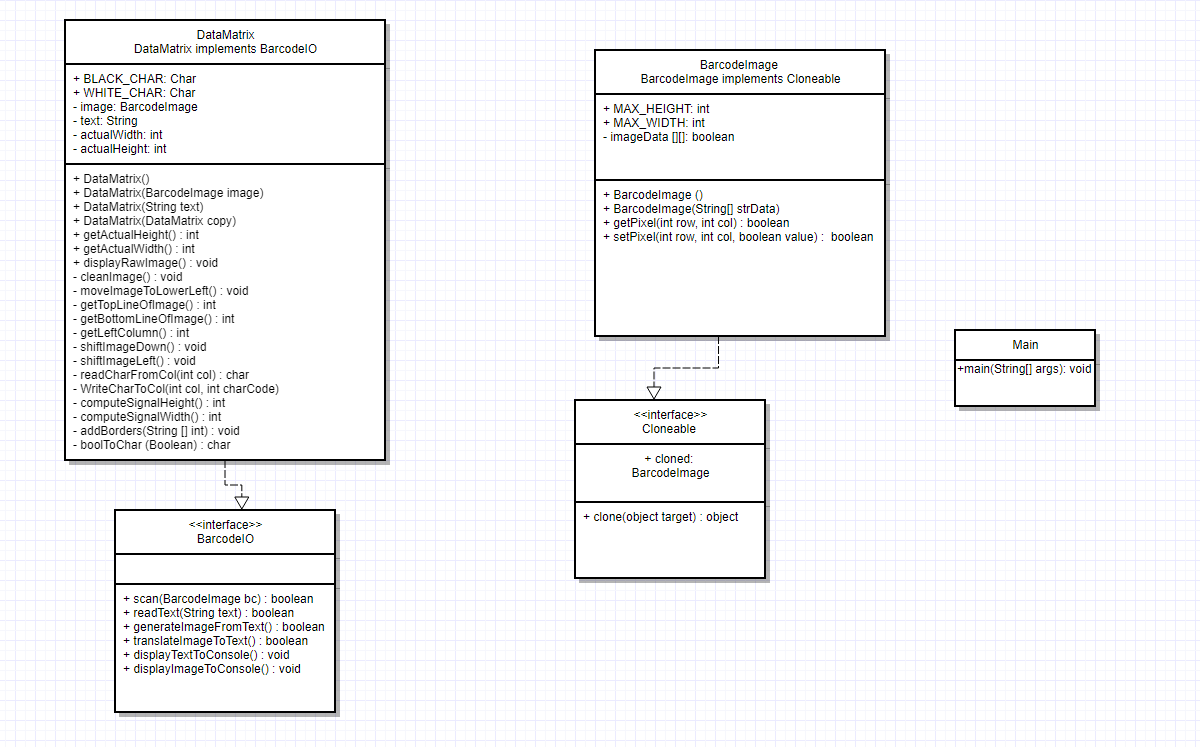 DataMatrix
DataMatrix implements BarcodeIO
+ BLACK_CHAR: Char
+ WHITE_CHAR: Char
- image: BarcodeImage
- text: String
- actualWidth: int
- actualHeight: int
+ DataMatrix()
+ DataMatrix(BarcodeImage image)
+ DataMatrix(String text)
+ DataMatrix(DataMatrix copy)
+ getActualHeight() : int
+ getActualWidth() : int
+ displayRawImage() : void
- cleanImage() : void
- moveImageToLowerLeft() : void
- getTopLineOfImage() : int
- getBottomLineOfImage() : int
- getLeftColumn() : int
- shiftImageDown() : void
- shiftImageLeft() : void
- readCharFromCol(int col) : char
- WriteCharToCol(int col, int charCode)
- computeSignalHeight() : int
- computeSignalWidth() : int
- addBorders(String [] int) : void
- boolToChar (Boolean) : char
<<interface>>
BarcodeIO
+ scan(BarcodeImage bc) : boolean
+ readText(String text) : boolean
+ generateImageFromText() : boolean
+ translateImageToText() : boolean
+ displayTextToConsole() : void
+ displayImageToConsole() : void
BarcodeImage
BarcodeImage implements Cloneable
+ MAX_HEIGHT: int
+ MAX_WIDTH: int
- imageData [][]: boolean
+ BarcodeImage ()
+ BarcodeImage(String[] strData)
+ getPixel(int row, int col) : boolean
+ setPixel(int row, int col, boolean value) :  boolean
<<interface>>
Cloneable
+ cloned:
BarcodeImage
+ clone(object target) : object
Main
+main(String[] args): void